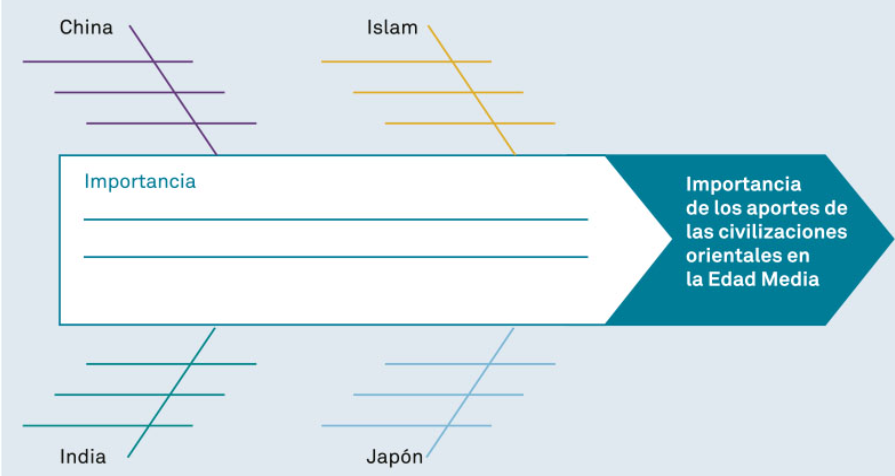 China
Islam
Importancia
Importancia
de los aportes de
las civilizaciones
orientales en
la Edad Media
India
Japón